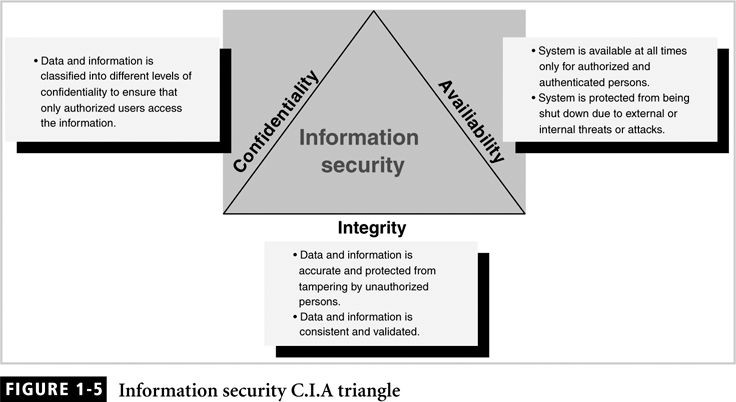 • Data and information is
classified into different levels of
confidentiality to ensure that
only authorized users access
the information.
Confidentiality
Information
security
Availiability
• System is available at all times
only for authorized and
authenticated persons.
• System is protected from being
shut down due to external or
internal threats or attacks.
Integrity
• Data and information is
accurate and protected from
tampering by unauthorized
persons.
• Data and information is
consistent and validated.
FIGURE 1-5 Information security C.I.A triangle